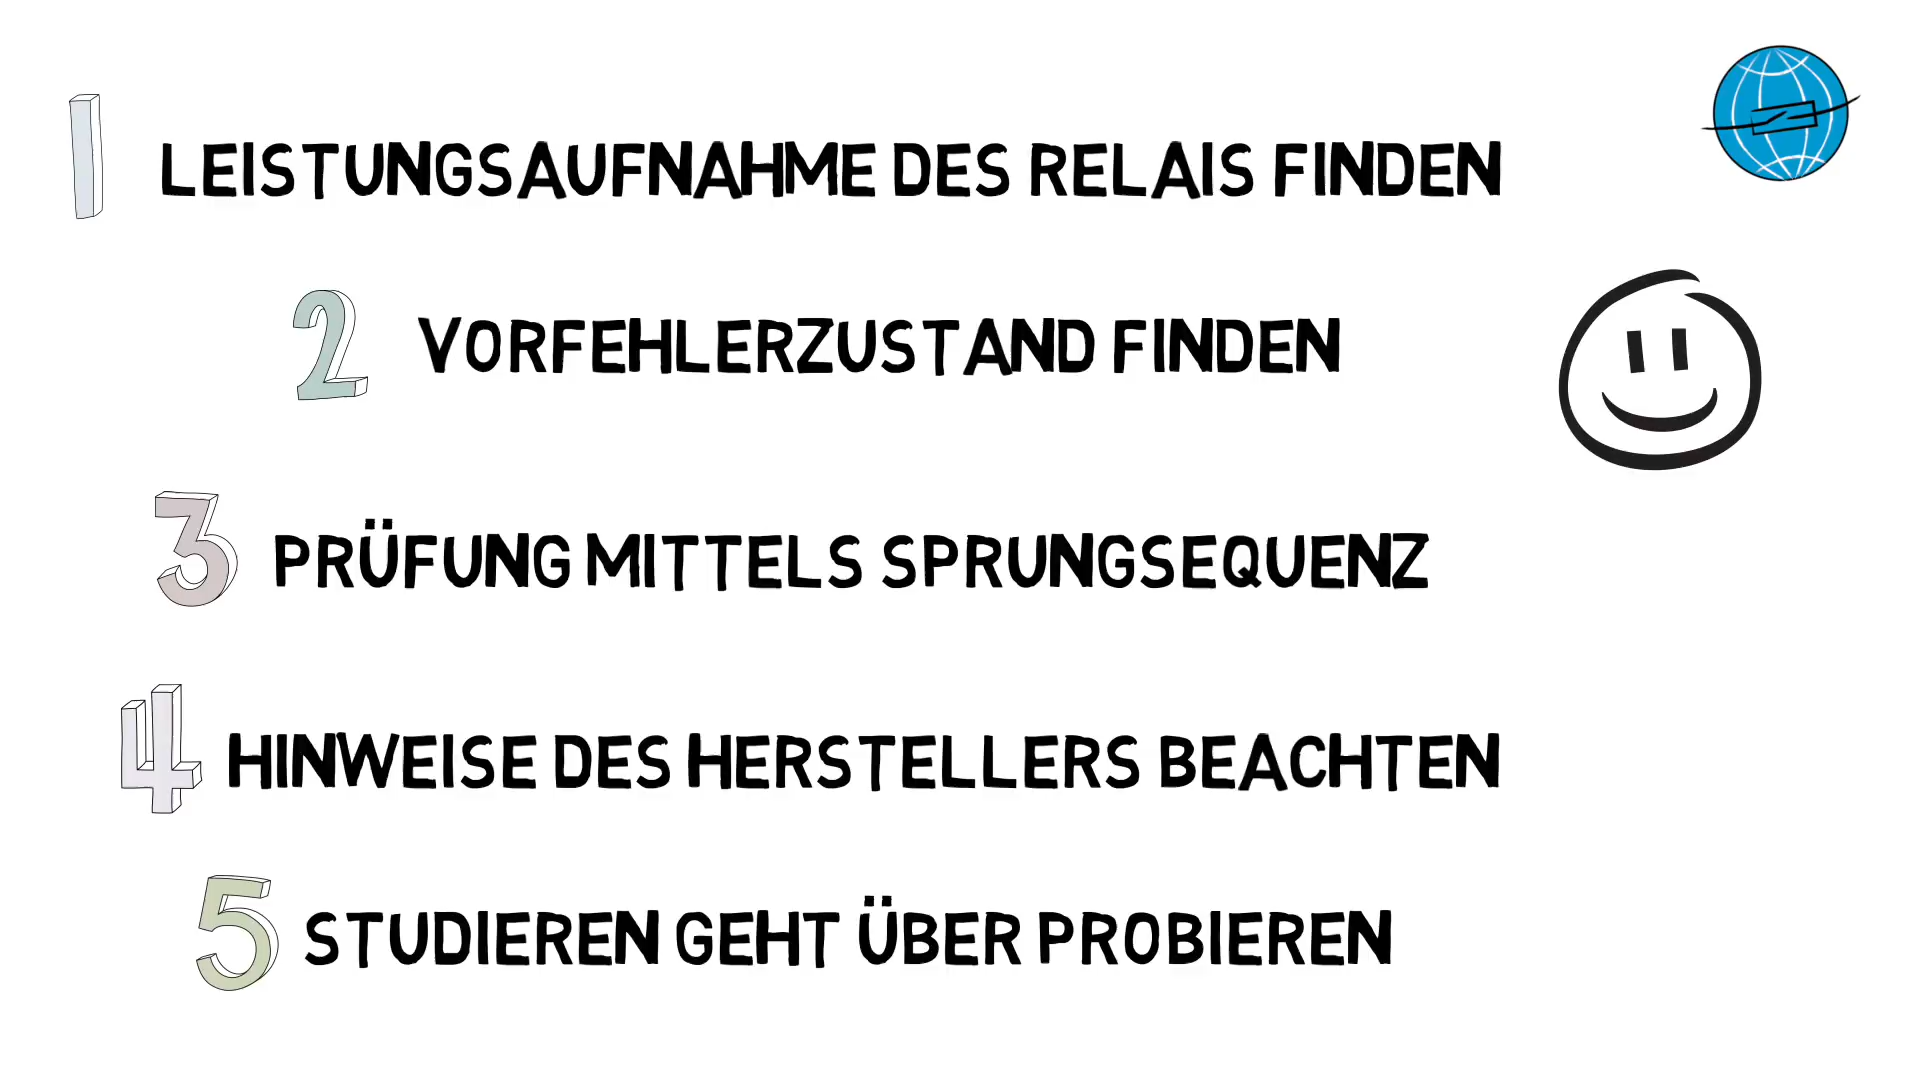 1 LEISTUNGSAUFNAHME DES RELAIS FINDEN
2 VORFEHLERZUSTAND FINDEN
3 PRÜFUNG MITTELS SPRUNGSEQUENZ
4 HINWEISE DES HERSTELLERS BEACHTEN
5 STUDIEREN GEHT ÜBER PROBIEREN